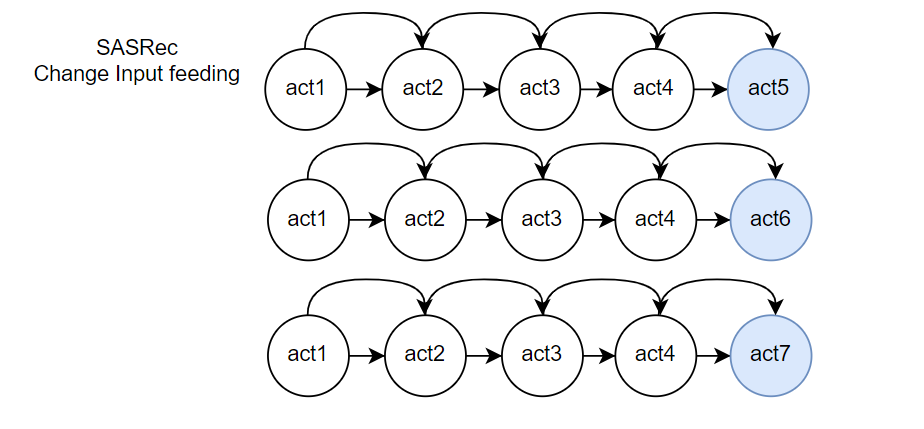 SASRec
Change Input feeding
act1 act2 act3 act4 act5
act1 act2 act3 act4 act6
act1 act2 act3 act4 act7